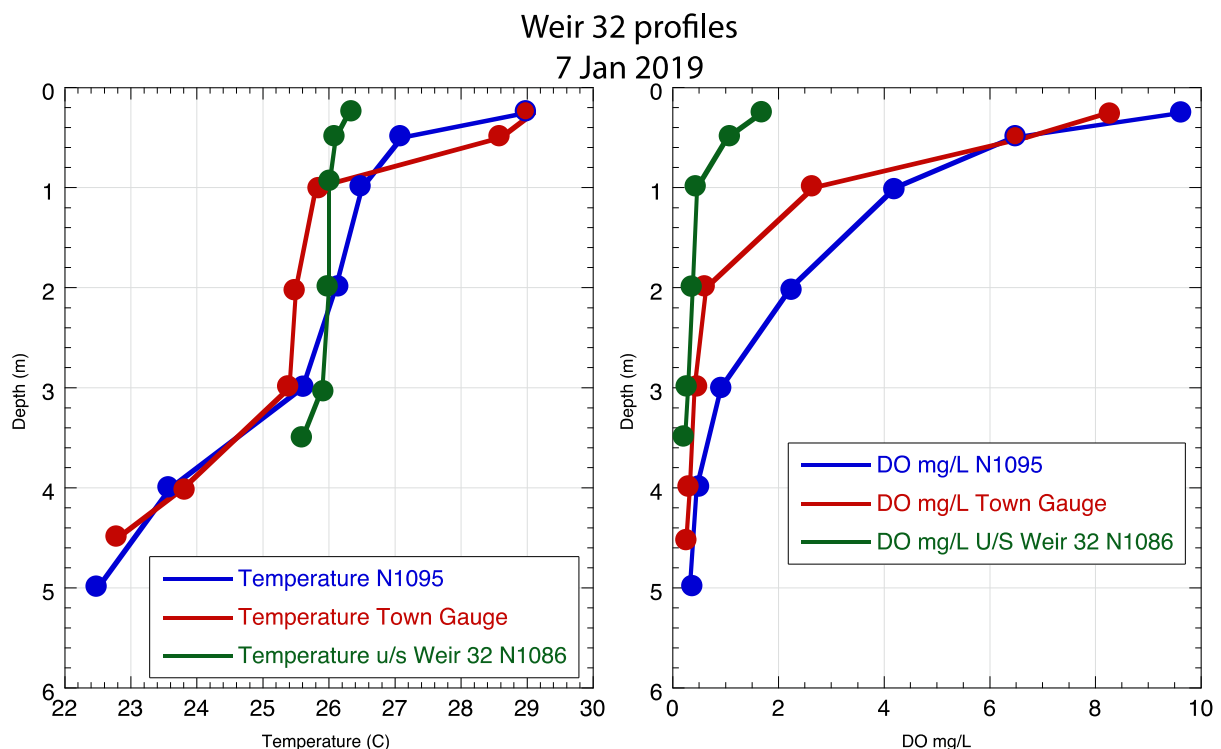 Weir 32 profiles
7 Jan 2019
0
1
2
3
4
5
6
Depth (m)
22
23
24
25
26
27
28
29
30
Temperature (C)
Temperature N1095
Temperature Town Gauge
Temperature u/s Weir 32 N1086
0
1
2
3
4
5
6
Depth (m)
0
2
4
6
8
10
DO mg/L
DO mg/L N1095
DO mg/L Town Gauge
DO mg/L U/S Weir 32 N1086